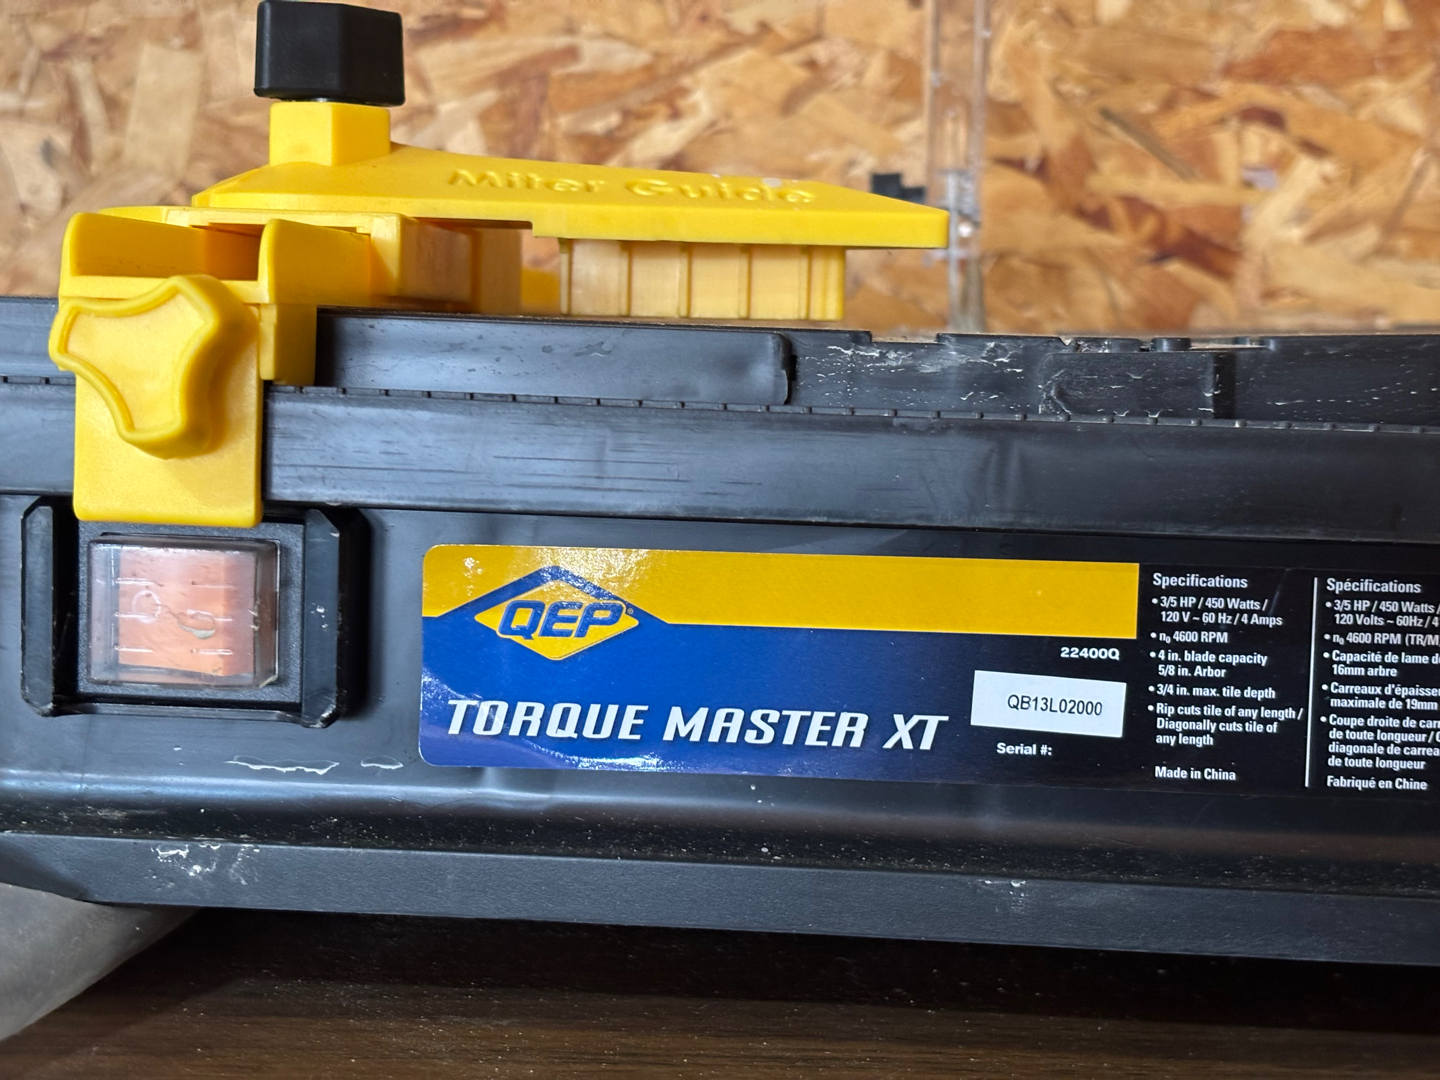 Miter Guide
QEP®
TORQUE MASTER XT
22400Q
QB13L02000
Serial #:
Specifications
• 3/5 HP / 450 Watts /
120 V ~ 60 Hz / 4 Amps
• n₀ 4600 RPM
• 4 in. blade capacity
5/8 in. Arbor
• 3/4 in. max. tile depth
• Rip cuts tile of any length /
Diagonally cuts tile of
any length
Made in China
Spécifications
• 3/5 HP / 450 Watts /
120 Volts ~ 60Hz / 4
• n₀ 4600 RPM (TR/M
• Capacité de lame de
16mm arbre
• Carreaux d'épaisse
maximale de 19mm
• Coupe droite de car
de toute longueur /
diagonale de carrea
de toute longueur
Fabriqué en Chine